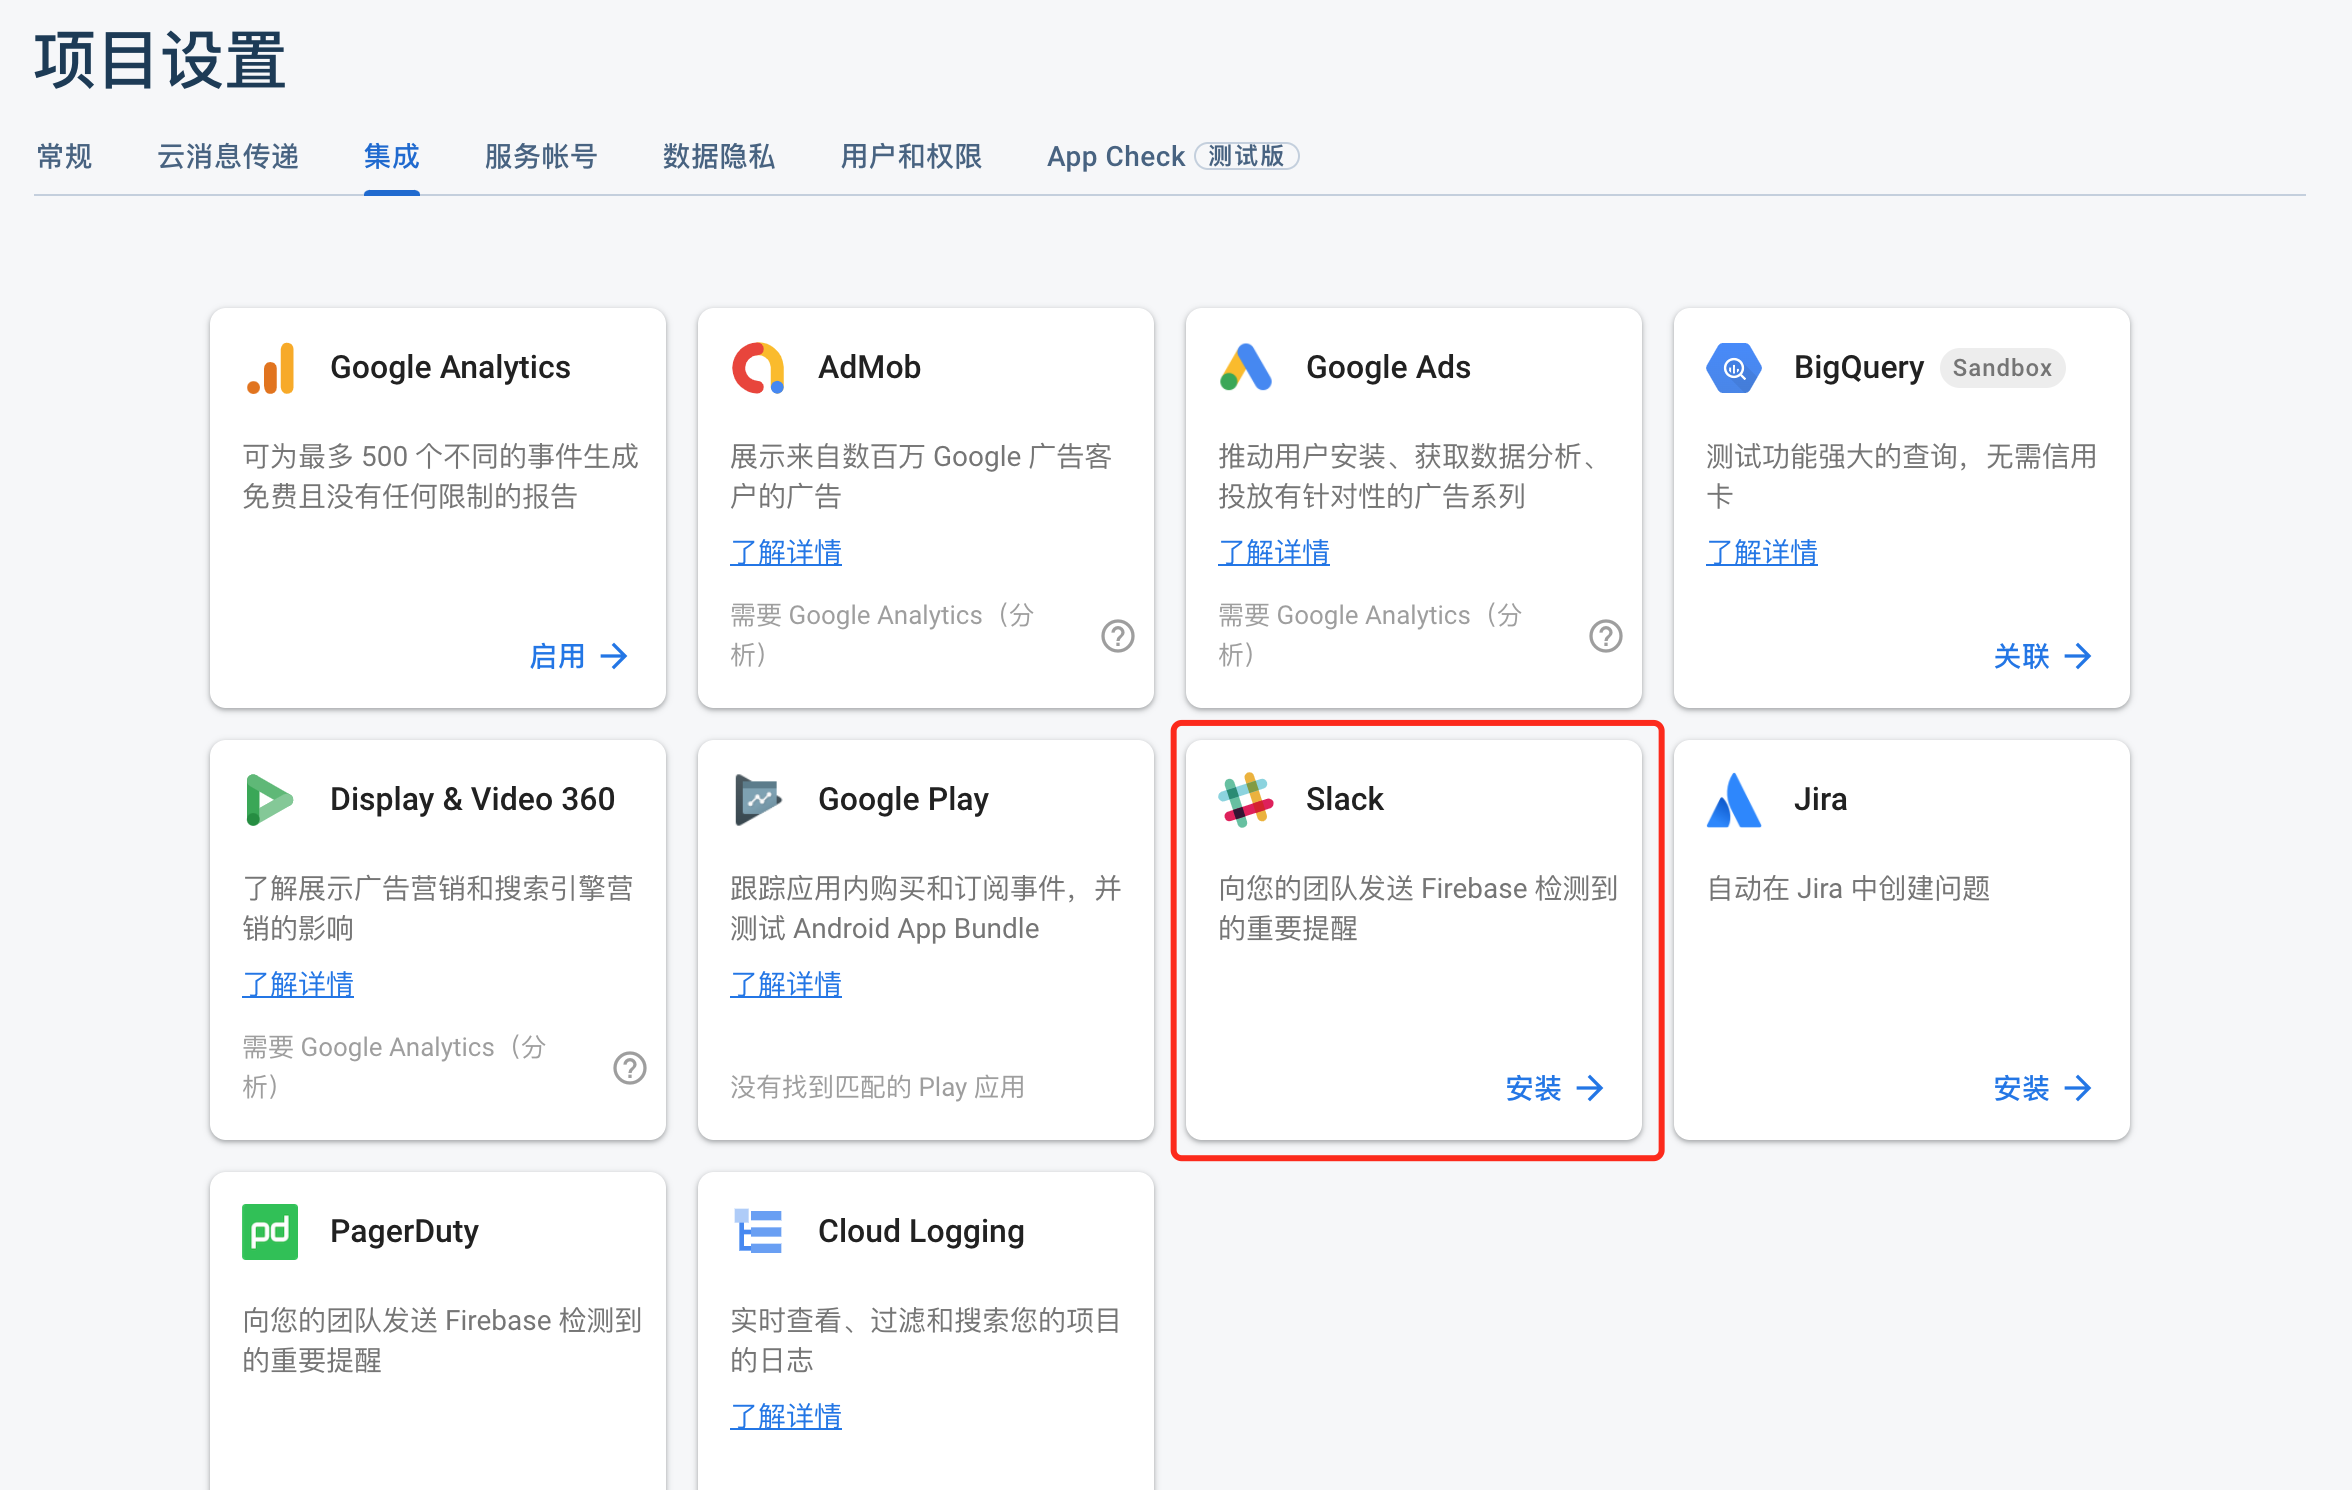 项目设置
常规 云消息传递 集成 服务帐号 数据隐私 用户和权限 App Check 测试版
Google Analytics
可为最多 500 个不同的事件生成
免费且没有任何限制的报告
启用
AdMob
展示来自数百万 Google 广告客
户的广告
了解详情
需要 Google Analytics（分
析）
Google Ads
推动用户安装、获取数据分析、
投放有针对性的广告系列
了解详情
需要 Google Analytics（分
析）
BigQuery Sandbox
测试功能强大的查询，无需信用
卡
了解详情
关联
Display & Video 360
了解展示广告营销和搜索引擎营
销的影响
了解详情
需要 Google Analytics（分
析）
Google Play
跟踪应用内购买和订阅事件，并
测试 Android App Bundle
了解详情
没有找到匹配的 Play 应用
Slack
向您的团队发送 Firebase 检测到
的重要提醒
安装
Jira
自动在 Jira 中创建问题
安装
pd
PagerDuty
向您的团队发送 Firebase 检测到
的重要提醒
Cloud Logging
实时查看、过滤和搜索您的项目
的日志
了解详情